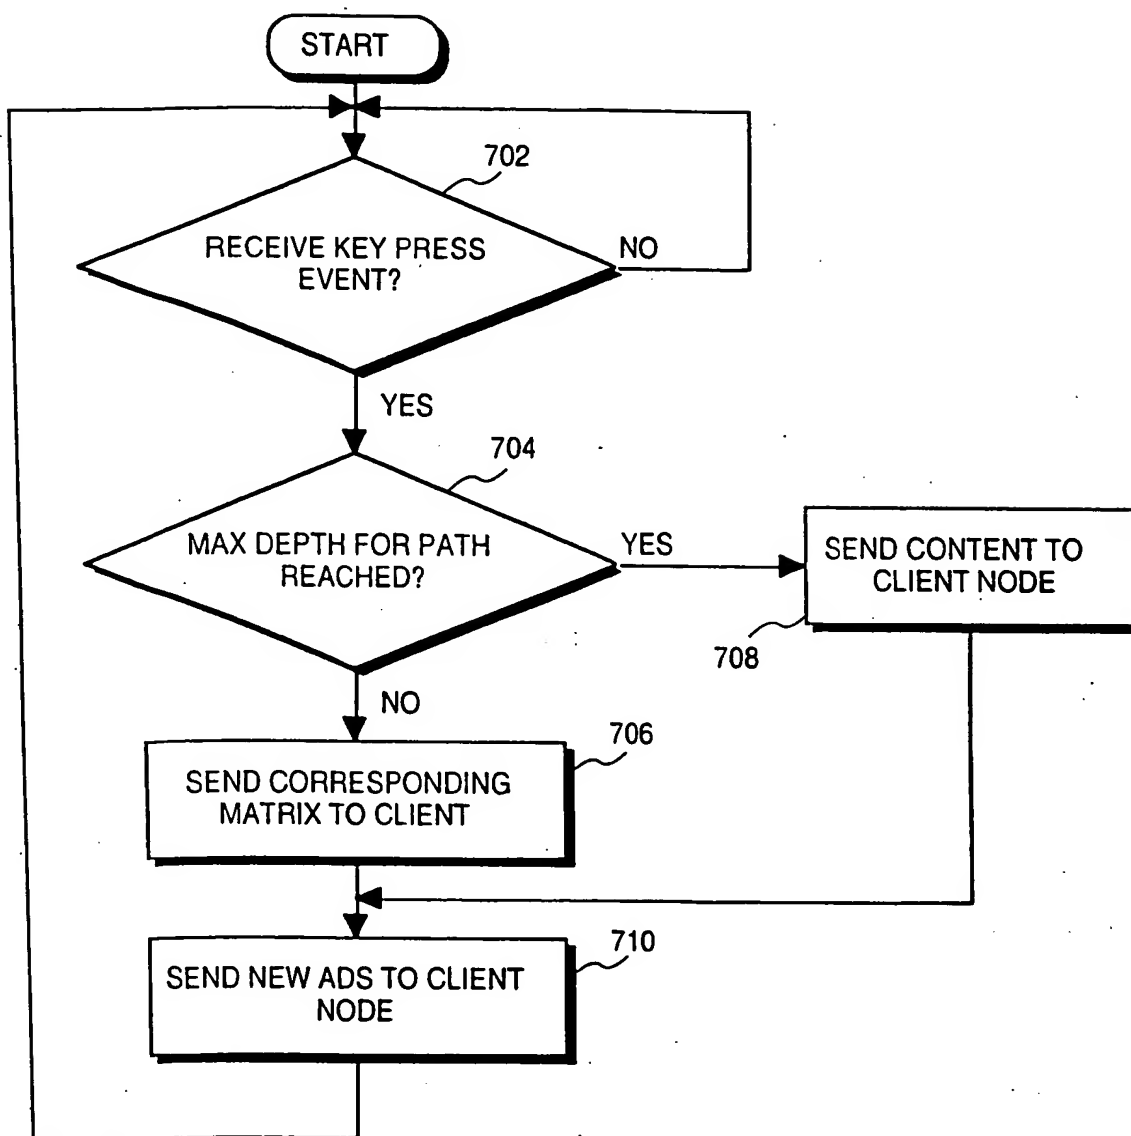 START
702
RECEIVE KEY PRESS
EVENT?
NO
YES
704
MAX DEPTH FOR PATH
REACHED?
YES
SEND CONTENT TO
CLIENT NODE
708
NO
706
SEND CORRESPONDING
MATRIX TO CLIENT
710
SEND NEW ADS TO CLIENT
NODE